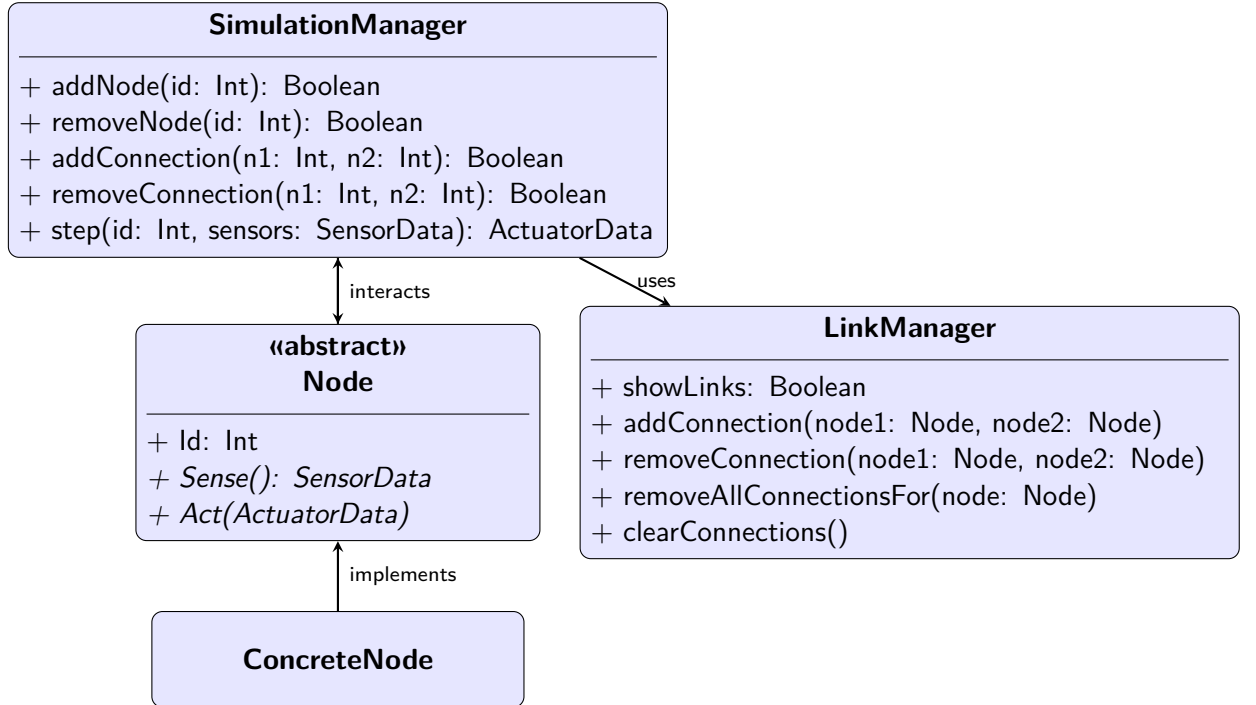 SimulationManager
+ addNode(id: Int): Boolean
+ removeNode(id: Int): Boolean
+ addConnection(n1: Int, n2: Int): Boolean
+ removeConnection(n1: Int, n2: Int): Boolean
+ step(id: Int, sensors: SensorData): ActuatorData
interacts
uses
«abstract»
Node
+ Id: Int
+ Sense(): SensorData
+ Act(ActuatorData)
LinkManager
+ showLinks: Boolean
+ addConnection(node1: Node, node2: Node)
+ removeConnection(node1: Node, node2: Node)
+ removeAllConnectionsFor(node: Node)
+ clearConnections()
implements
ConcreteNode